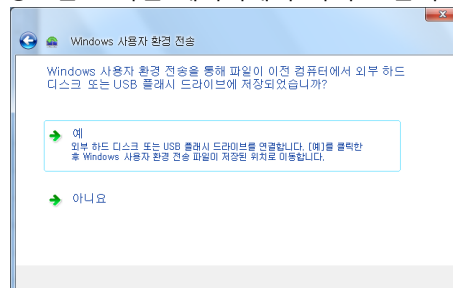 Windows 사용자 환경 전송
Windows 사용자 환경 전송을 통해 파일이 이전 컴퓨터에서 외부 하드
디스크 또는 USB 플래시 드라이브에 저장되었습니까?
예
외부 하드 디스크 또는 USB 플래시 드라이브를 연결합니다. [예]를 클릭한
후 Windows 사용자 환경 전송 파일이 저장된 위치로 이동합니다.
아니요